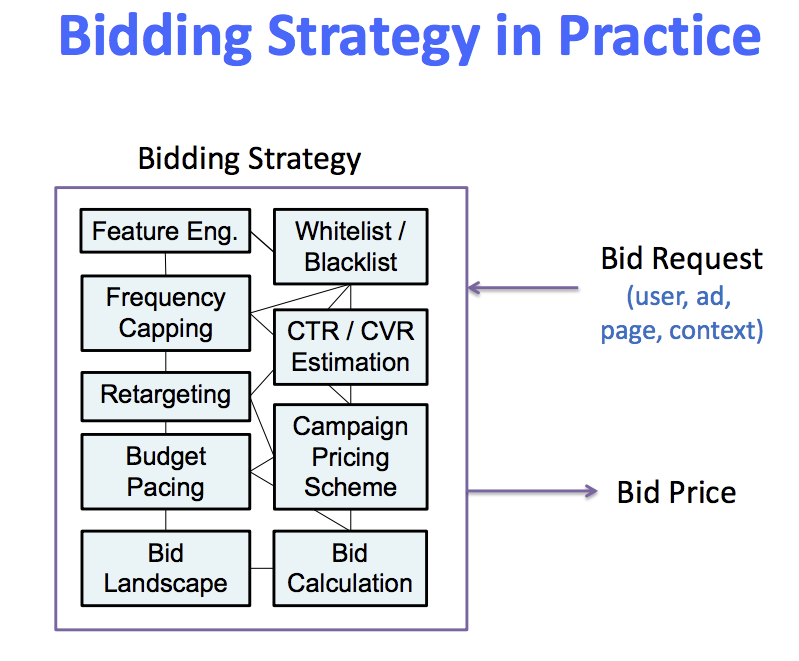 Bidding Strategy in Practice
Bidding Strategy
Feature Eng.
Whitelist /
Blacklist
Frequency
Capping
CTR / CVR
Estimation
Retargeting
Campaign
Pricing
Scheme
Budget
Pacing
Bid
Landscape
Bid
Calculation
Bid Request
(user, ad,
page, context)
Bid Price